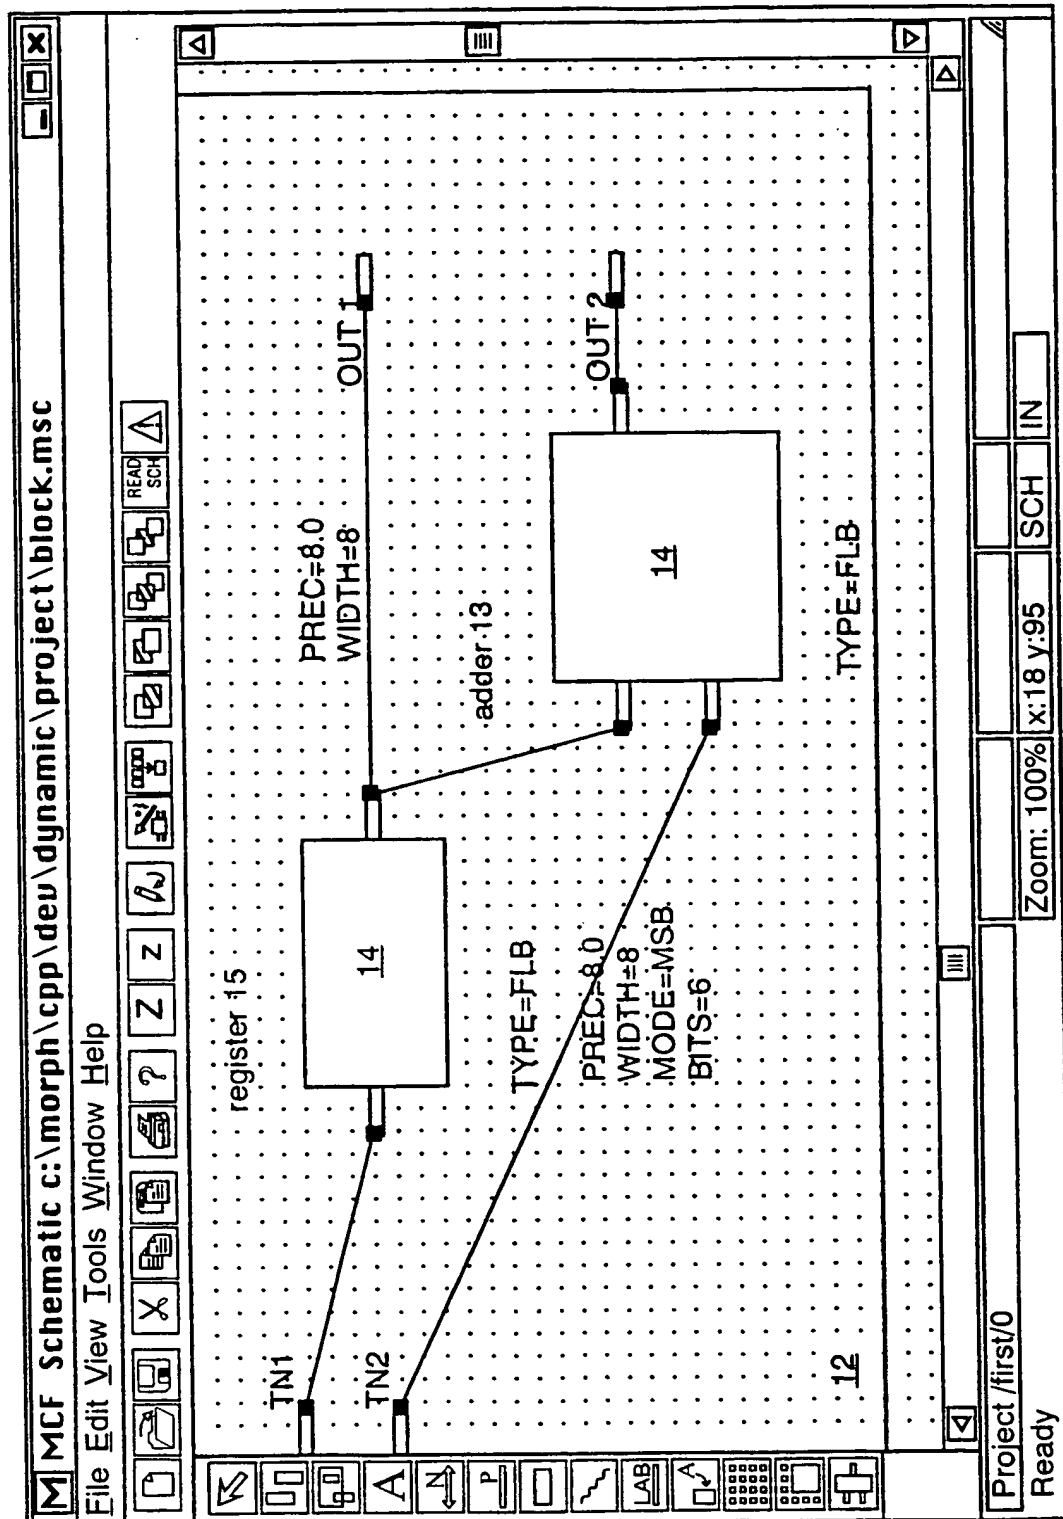 M MCF Schematic c:\morph\cpp\dev\dynamic\project\block.msc
File Edit View Tools Window Help
? Z z READ SCH
A
N
P
LAB
A
TN1
TN2
register 15
14
TYPE=FLB
PREC=8.0
WIDTH=8
MODE=MSB
BITS=6
PREC=8.0
WIDTH=8
OUT 1
adder 13
14
OUT 2
TYPE=FLB
12
Project /first/0
Zoom: 100% x:18 y:95 SCH IN
Ready